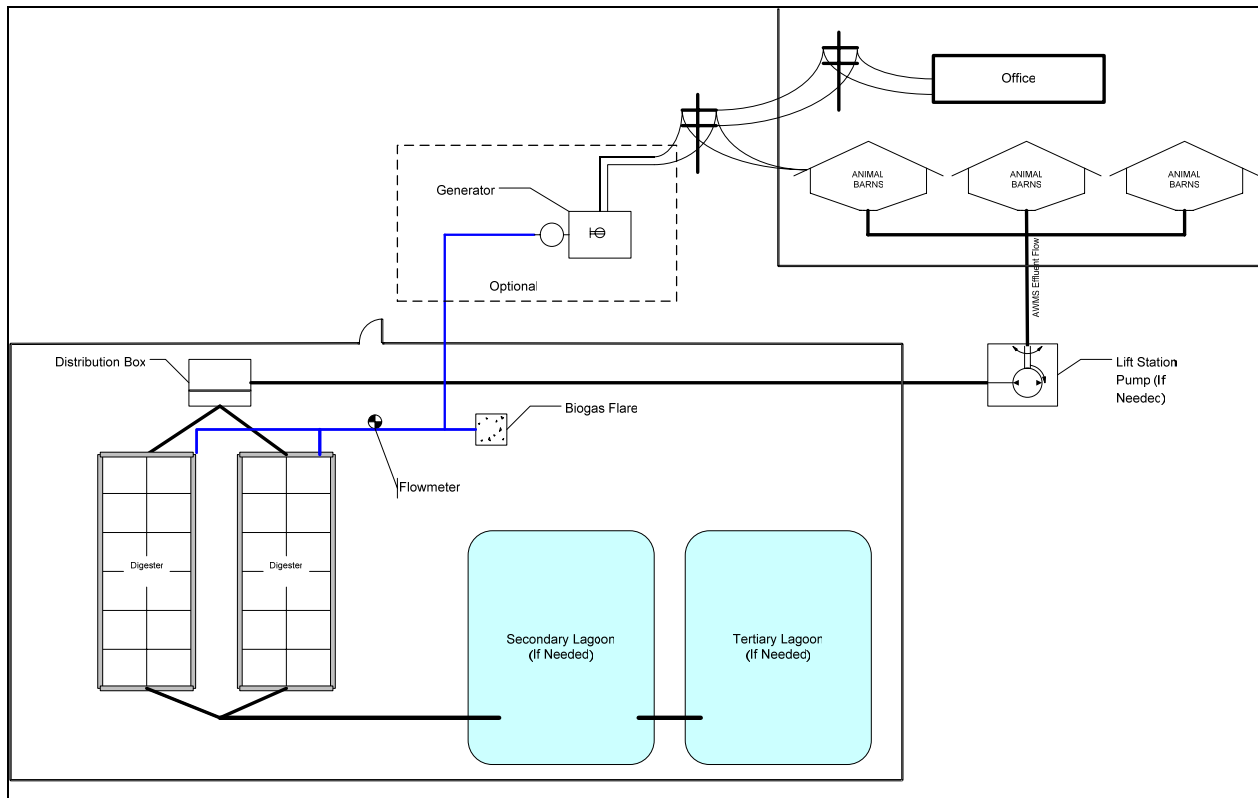 Office
ANIMAL
BARNS
ANIMAL
BARNS
ANIMAL
BARNS
Generator
Optional
AWMS Effluent Flow
Distribution Box
Lift Station
Pump (If
Needec)
Biogas Flare
Flowmeter
Digester
Digester
Secondary Lagoon
(If Needed)
Tertiary Lagoon
(If Needed)